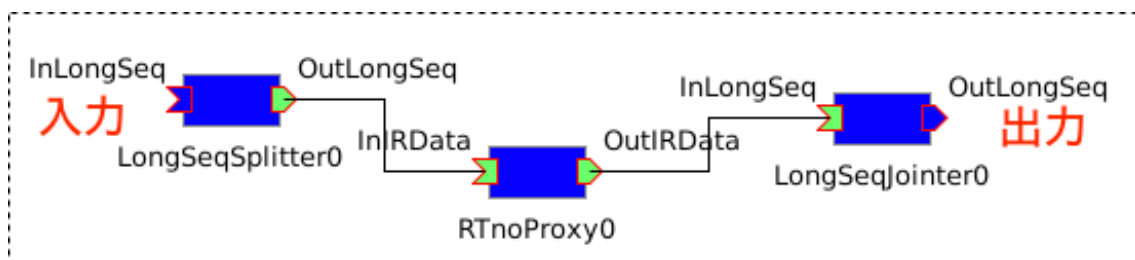 InLongSeq
OutLongSeq
入力
LongSeqSplitter0
InIRData
OutIRData
RTnoProxy0
InLongSeq
OutLongSeq
出力
LongSeqJointer0